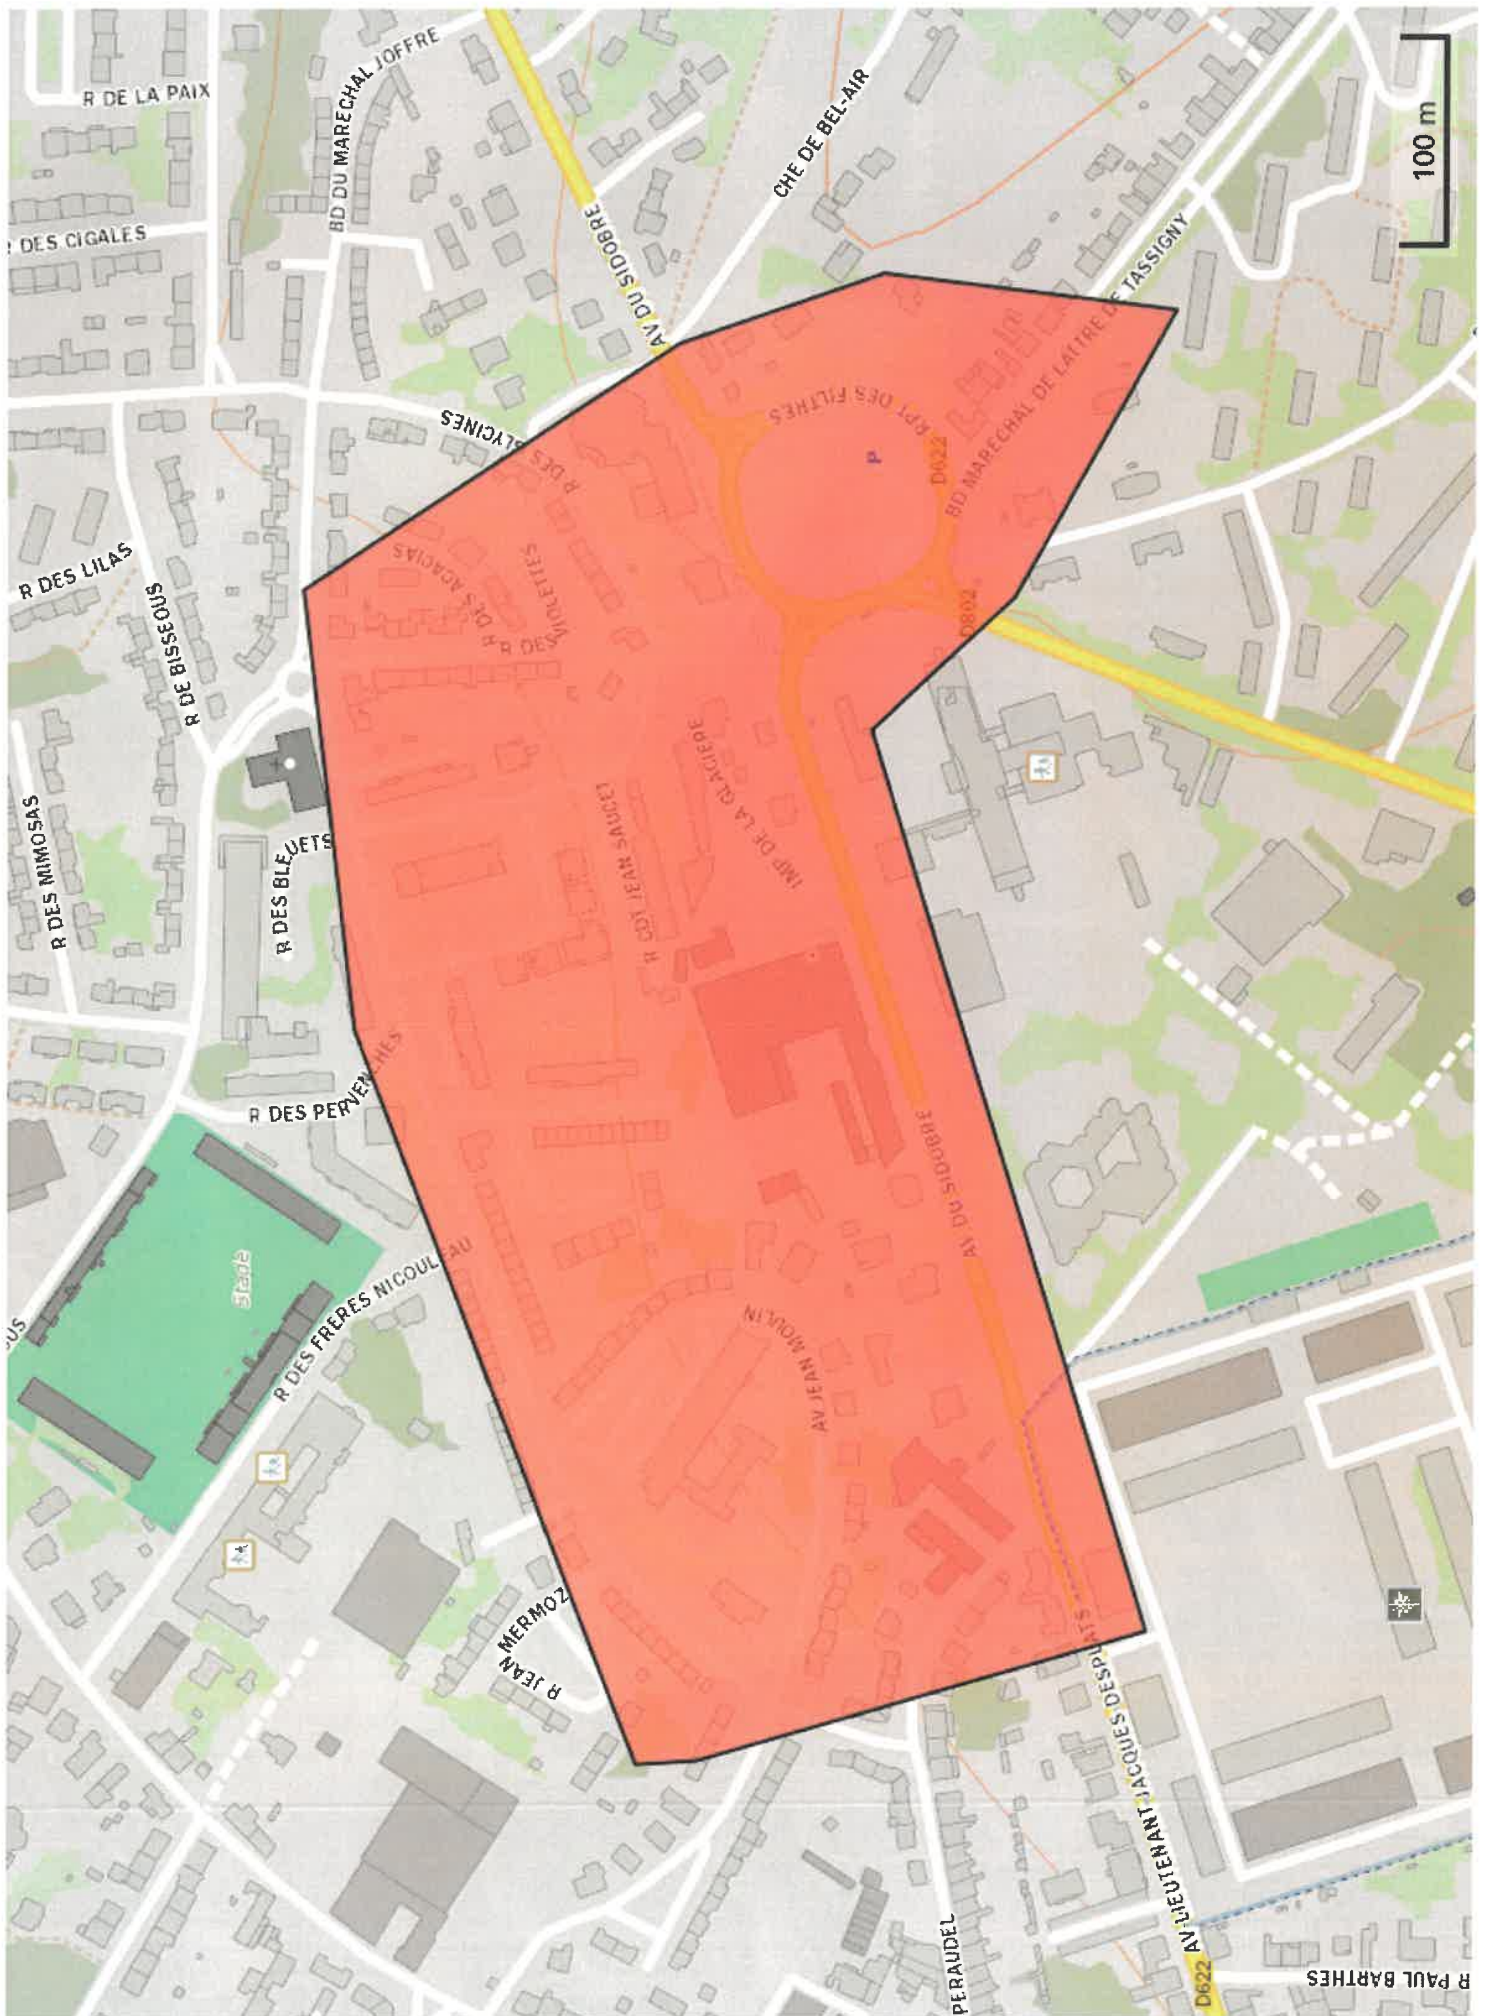 R DE LA PAIX
BD DU MARECHAL JOFFRE
DES CIGALES
AV DU SIDOBRE
CHE DE BEL-AIR
100 m
BD MARECHAL DE LATTRE DE TASSIGNY
RPT DES FILTRES
P
D622
R DES GLYCINES
R DES LILAS
R DE BISSEOUS
R DES ACACIAS
R DES VIOLETTES
D802
R DES MIMOSAS
R DES BLEUETS
R CDT JEAN SAUCET
IMP DE LA GLACIERE
R DES PERVENCHES
AV DU SIDOBRE
stade
R DES FRERES NICOULEAU
AV JEAN MOULIN
R JEAN MERMOZ
AV LIEUTENANT JACQUES DESPLATS
PERAUDEL
D622
R PAUL BARTHES